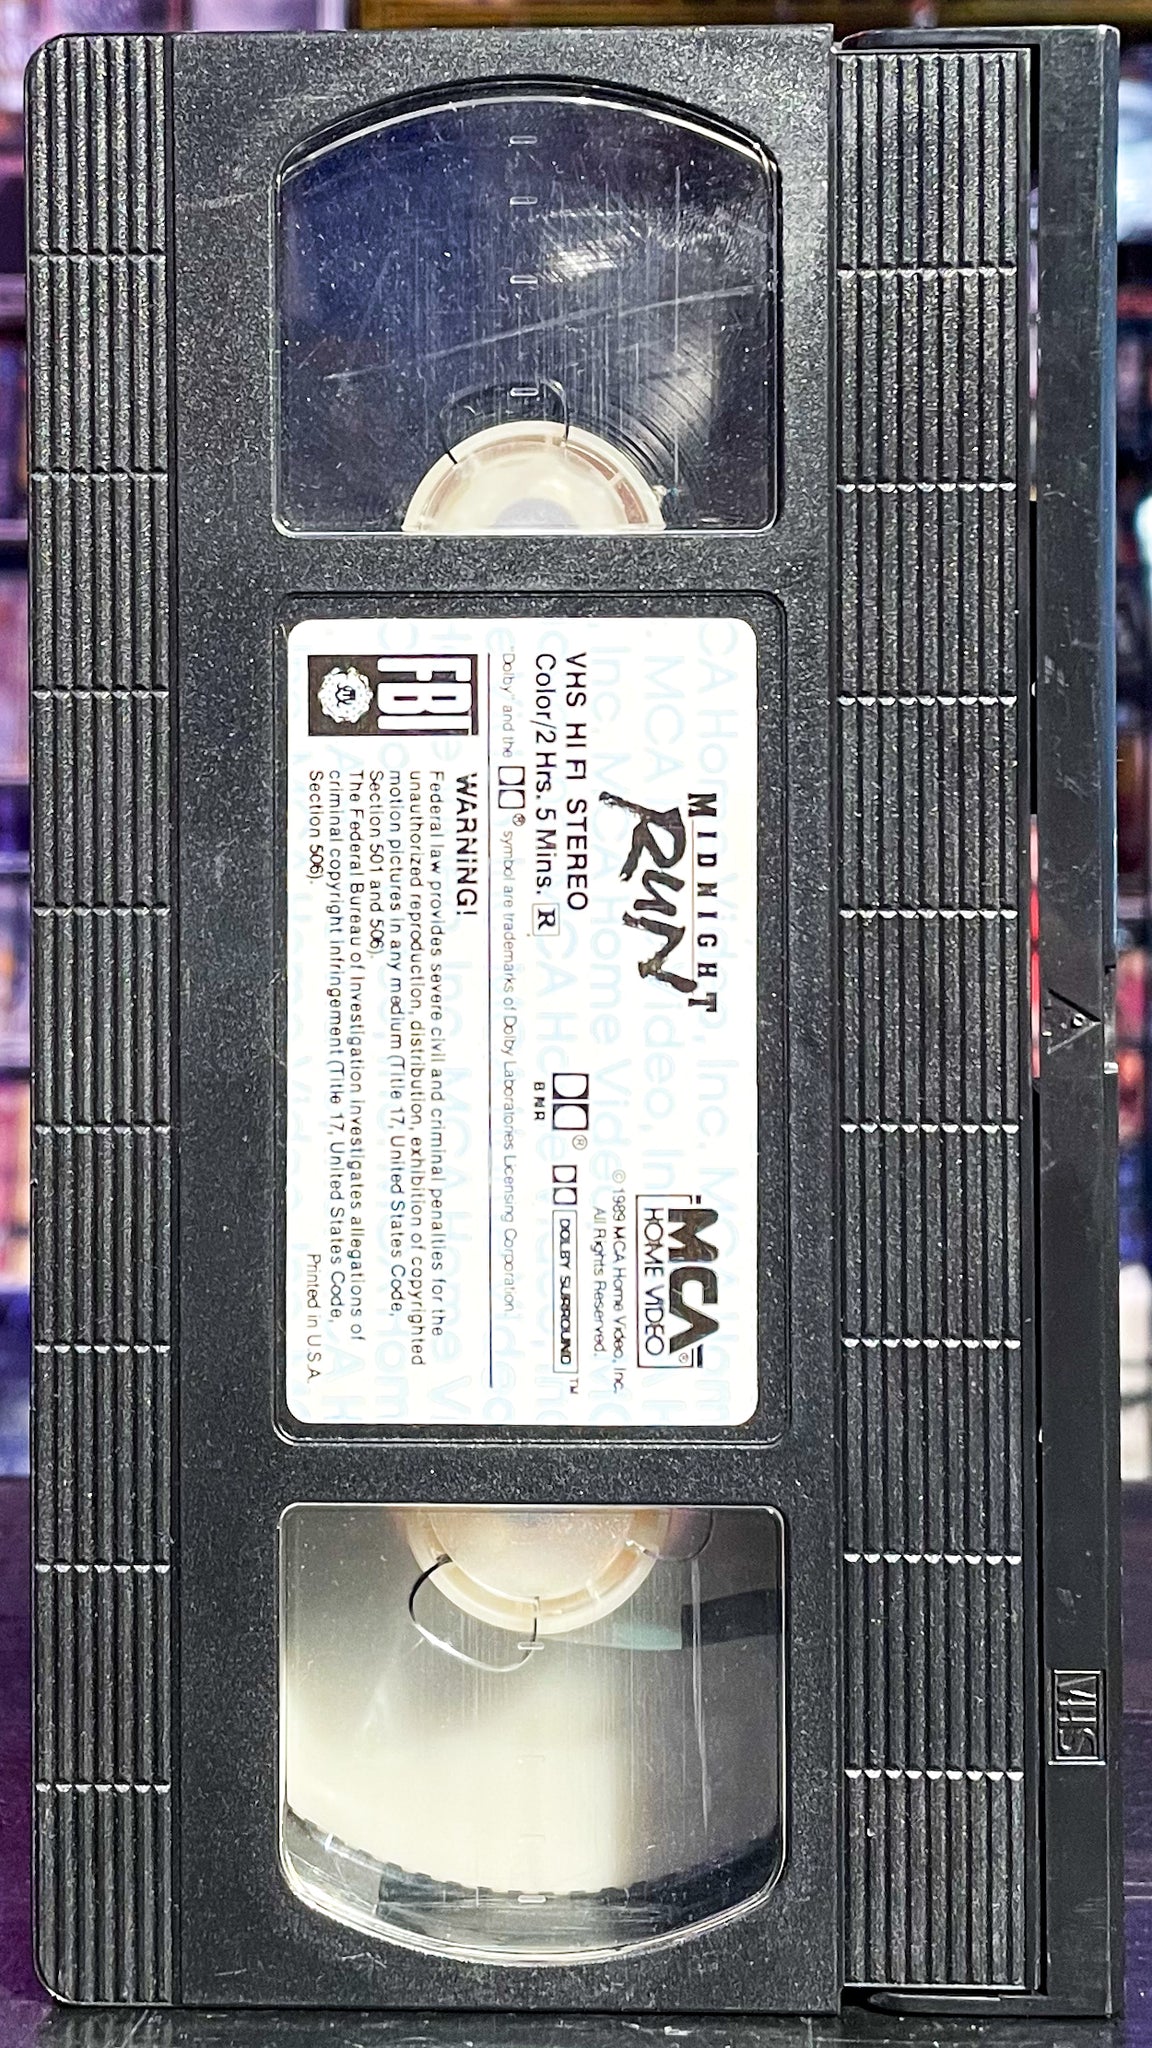 MIDNIGHT
RUN
MCA®
HOME VIDEO
© 1989 MCA Home Video, Inc.
All Rights Reserved.
VHS HI FI STEREO
Color/2 Hrs. 5 Mins. R
®
B NR
DOLBY SURROUND™
"Dolby" and the ® symbol are trademarks of Dolby Laboratories Licensing Corporation.
FBI
WARNING!
Federal law provides severe civil and criminal penalties for the
unauthorized reproduction, distribution, exhibition of copyrighted
motion pictures in any medium (Title 17, United States Code,
Section 501 and 506).
The Federal Bureau of Investigation investigates allegations of
criminal copyright infringement (Title 17, United States Code,
Section 506).
Printed in U.S.A.
VHS